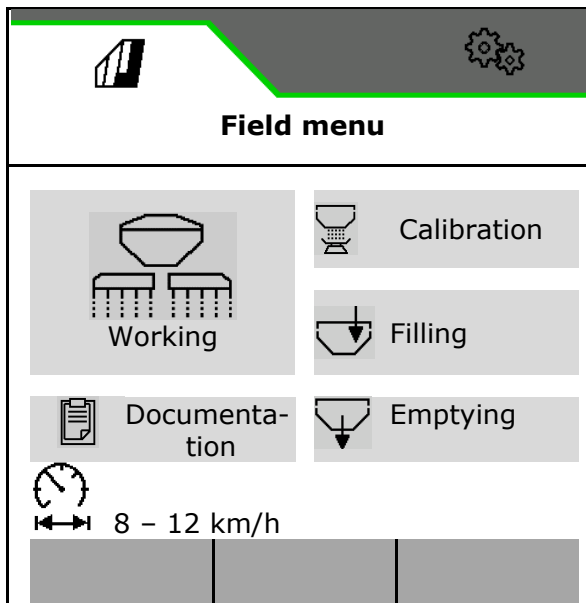 Field menu
Working
Calibration
Filling
Documenta-
tion
Emptying
8 – 12 km/h